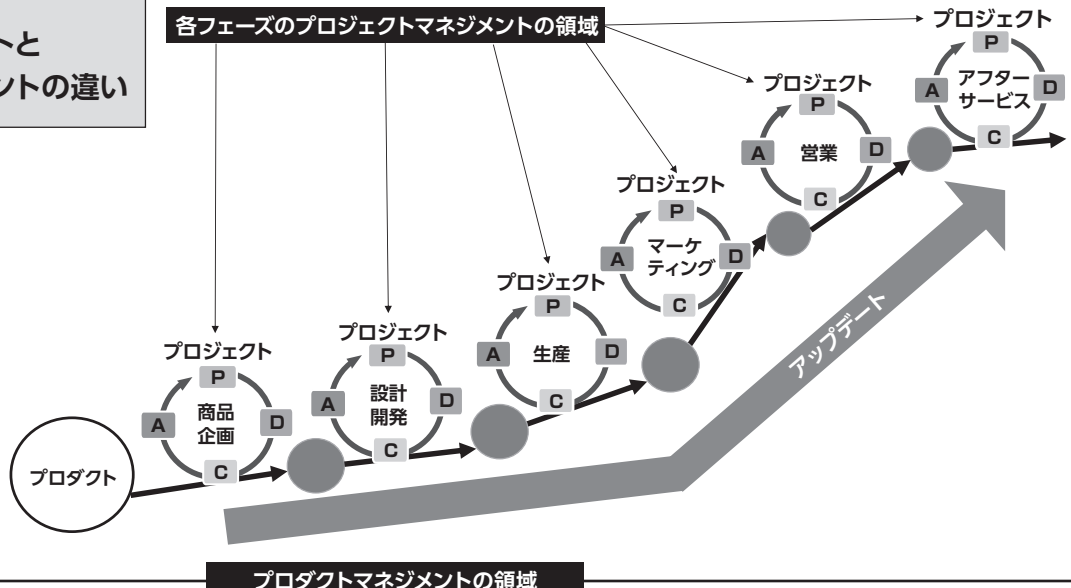 トと
ントの違い
各フェーズのプロジェクトマネジメントの領域
プロジェクト
P
A
商品
企画
D
C
プロジェクト
P
A
設計
開発
D
C
プロジェクト
P
A
生産
D
C
プロジェクト
P
A
マーケ
ティング
D
C
プロジェクト
P
A
営業
D
C
プロジェクト
P
A
アフター
サービス
D
C
プロダクト
アップデート
プロダクトマネジメントの領域